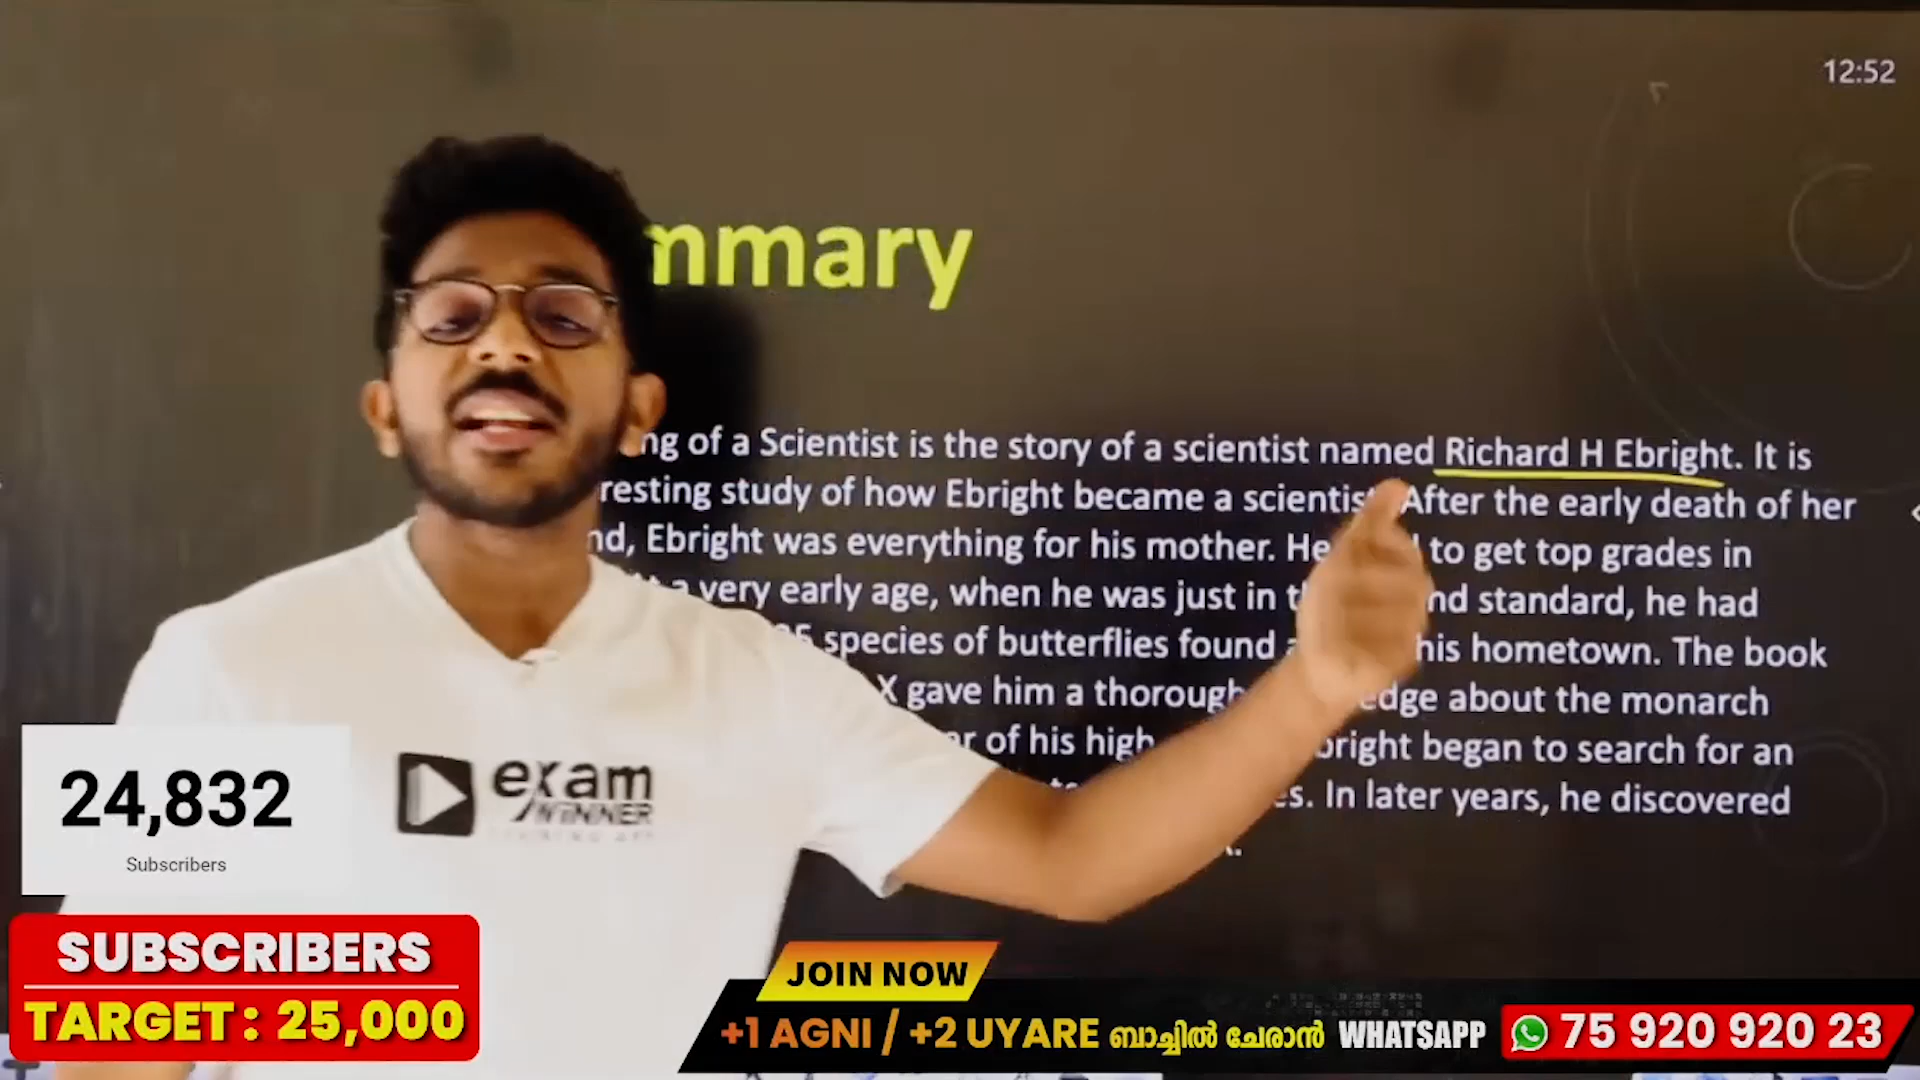 12:52
mmary
ng of a Scientist is the story of a scientist named Richard H Ebright. It is
resting study of how Ebright became a scientist After the early death of her
nd, Ebright was everything for his mother. He to get top grades in
a very early age, when he was just in nd standard, he had
species of butterflies found his hometown. The book
X gave him a thorough edge about the monarch
of his high bright began to search for an
es. In later years, he discovered
24,832
Subscribers
exam
WINNER
SUBSCRIBERS
TARGET : 25,000
JOIN NOW
+1 AGNI / +2 UYARE ബാച്ചിൽ ചേരാൻ WHATSAPP 75 920 920 23